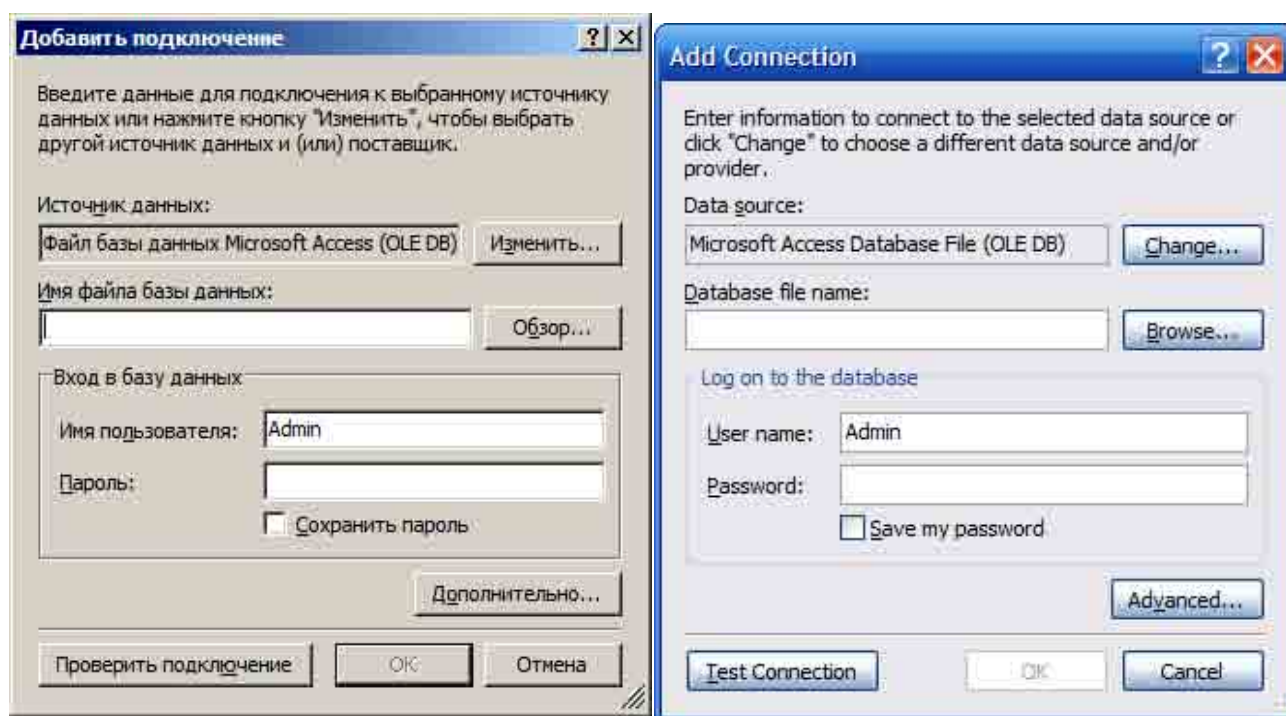 Добавить подключение
Введите данные для подключения к выбранному источнику
данных или нажмите кнопку "Изменить", чтобы выбрать
другой источник данных и (или) поставщик.
Источник данных:
Файл базы данных Microsoft Access (OLE DB)
Изменить...
Имя файла базы данных:
Обзор...
Вход в базу данных
Имя пользователя:
Admin
Пароль:
Сохранить пароль
Дополнительно...
Проверить подключение
OK
Отмена
Add Connection
Enter information to connect to the selected data source or
click "Change" to choose a different data source and/or
provider.
Data source:
Microsoft Access Database File (OLE DB)
Change...
Database file name:
Browse...
Log on to the database
User name:
Admin
Password:
Save my password
Advanced...
Test Connection
OK
Cancel